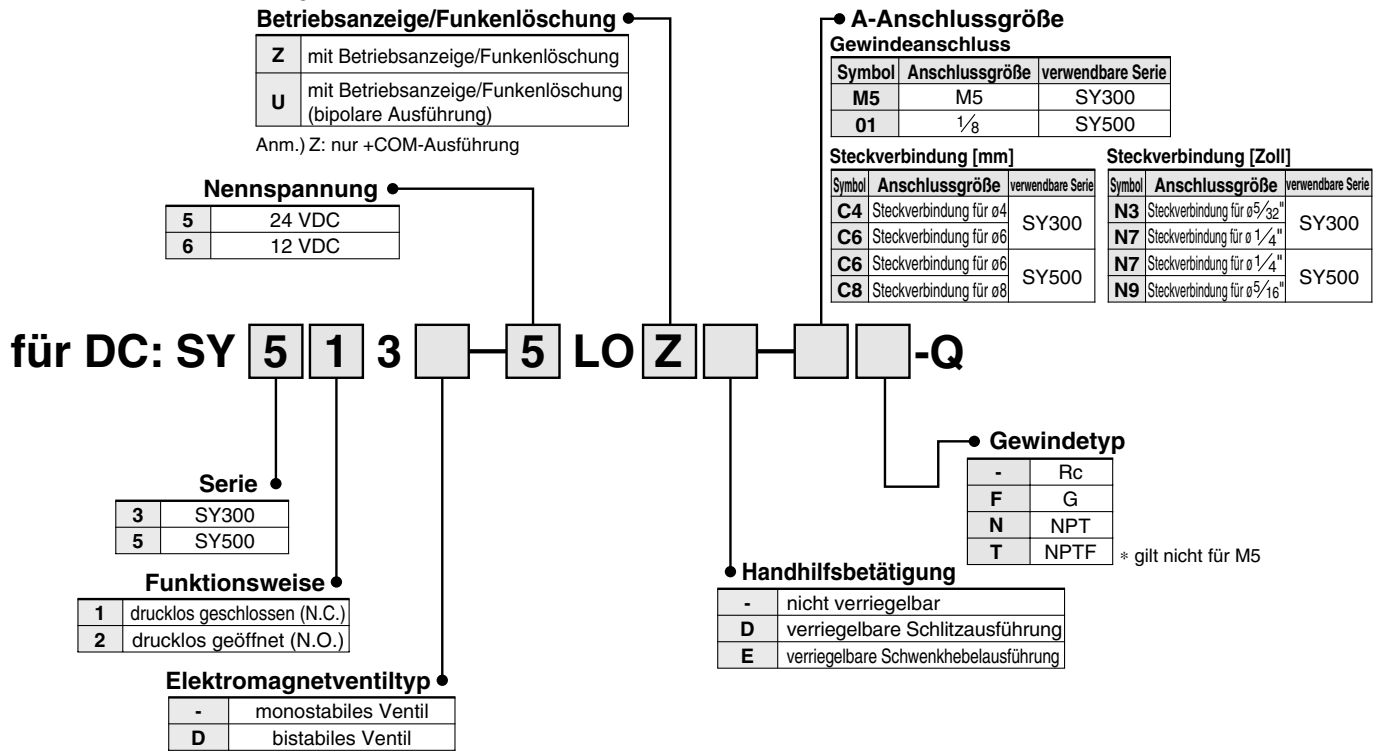 Betriebsanzeige/Funkenlöschung
Z mit Betriebsanzeige/Funkenlöschung
U mit Betriebsanzeige/Funkenlöschung
(bipolare Ausführung)
Anm.) Z: nur +COM-Ausführung
Nennspannung
5 24 VDC
6 12 VDC
A-Anschlussgröße
Gewindeanschluss
Symbol Anschlussgröße verwendbare Serie
M5 M5 SY300
01 1/8 SY500
Steckverbindung [mm]
Symbol Anschlussgröße verwendbare Serie
C4 Steckverbindung für ø4 SY300
C6 Steckverbindung für ø6
C6 Steckverbindung für ø6 SY500
C8 Steckverbindung für ø8
Steckverbindung [Zoll]
Symbol Anschlussgröße verwendbare Serie
N3 Steckverbindung für ø5/32" SY300
N7 Steckverbindung für ø 1/4"
N7 Steckverbindung für ø 1/4" SY500
N9 Steckverbindung für ø5/16"
für DC: SY 5 1 3 - 5 LO Z - -Q
Serie
3 SY300
5 SY500
Funktionsweise
1 drucklos geschlossen (N.C.)
2 drucklos geöffnet (N.O.)
Elektromagnetventiltyp
- monostabiles Ventil
D bistabiles Ventil
Gewindetyp
- Rc
F G
N NPT
T NPTF * gilt nicht für M5
Handhilfsbetätigung
- nicht verriegelbar
D verriegelbare Schlitzausführung
E verriegelbare Schwenkhebelausführung